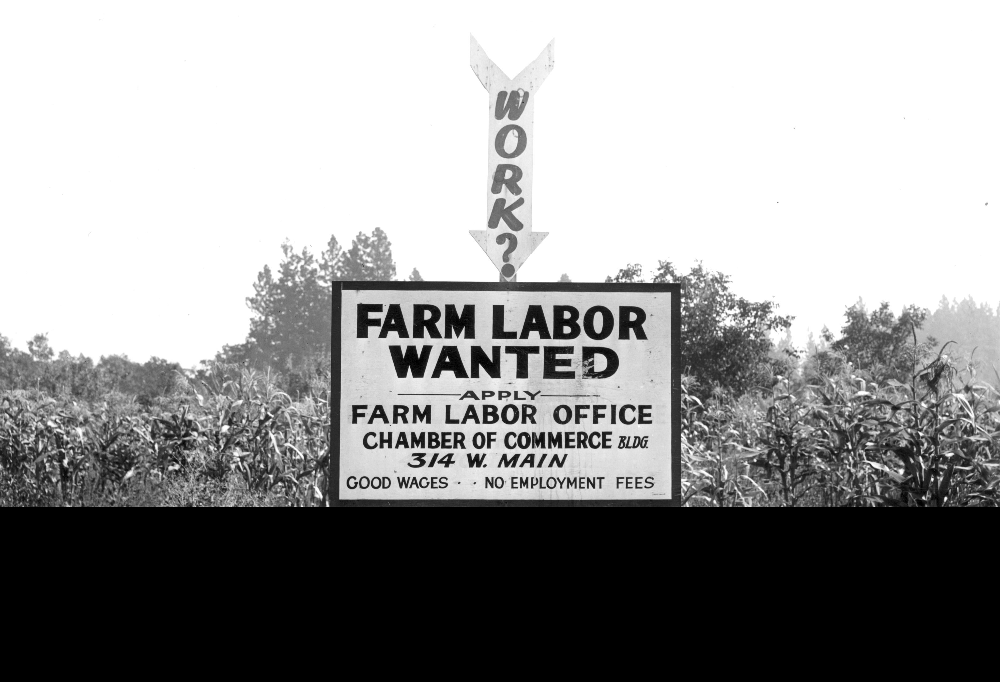 WORK?
FARM LABOR
WANTED
APPLY
FARM LABOR OFFICE
CHAMBER OF COMMERCE BLDG.
314 W. MAIN
GOOD WAGES · · NO EMPLOYMENT FEES